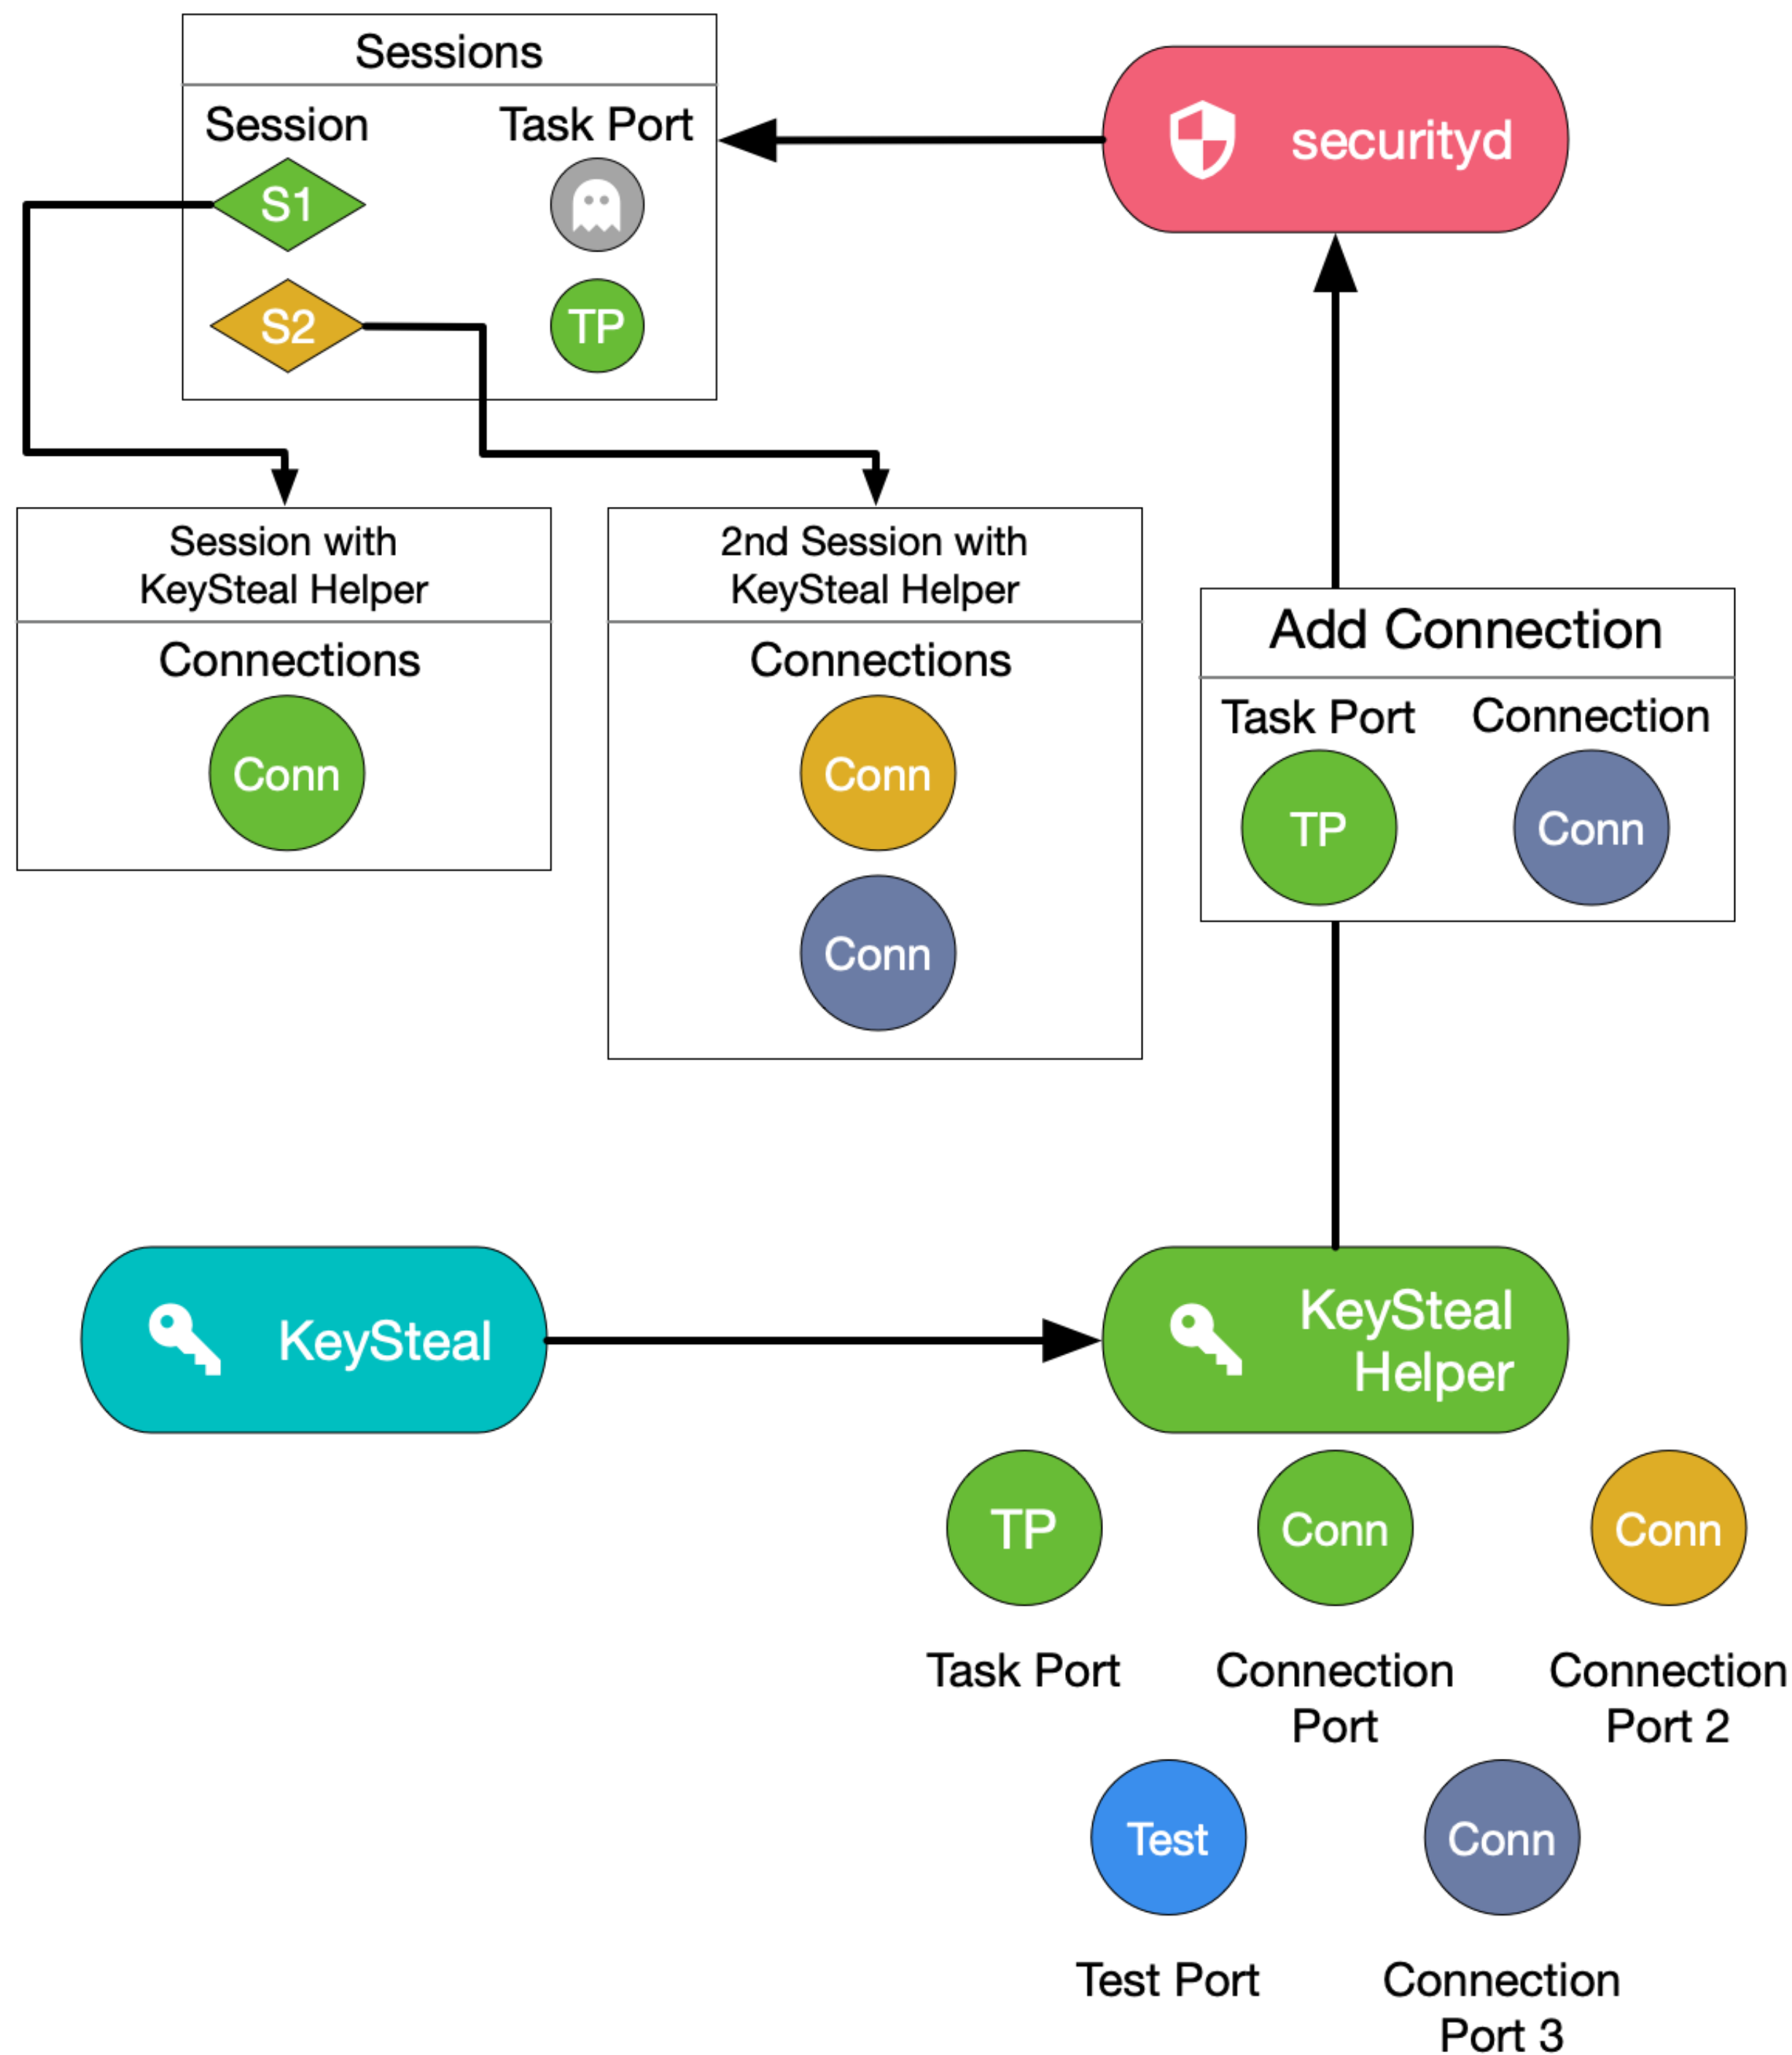 Sessions
Session
Task Port
S1
S2
TP
securityd
Session with
KeySteal Helper
Connections
Conn
2nd Session with
KeySteal Helper
Connections
Conn
Conn
Add Connection
Task Port
Connection
TP
Conn
KeySteal
KeySteal
Helper
TP
Conn
Conn
Task Port
Connection
Port
Connection
Port 2
Test
Conn
Test Port
Connection
Port 3